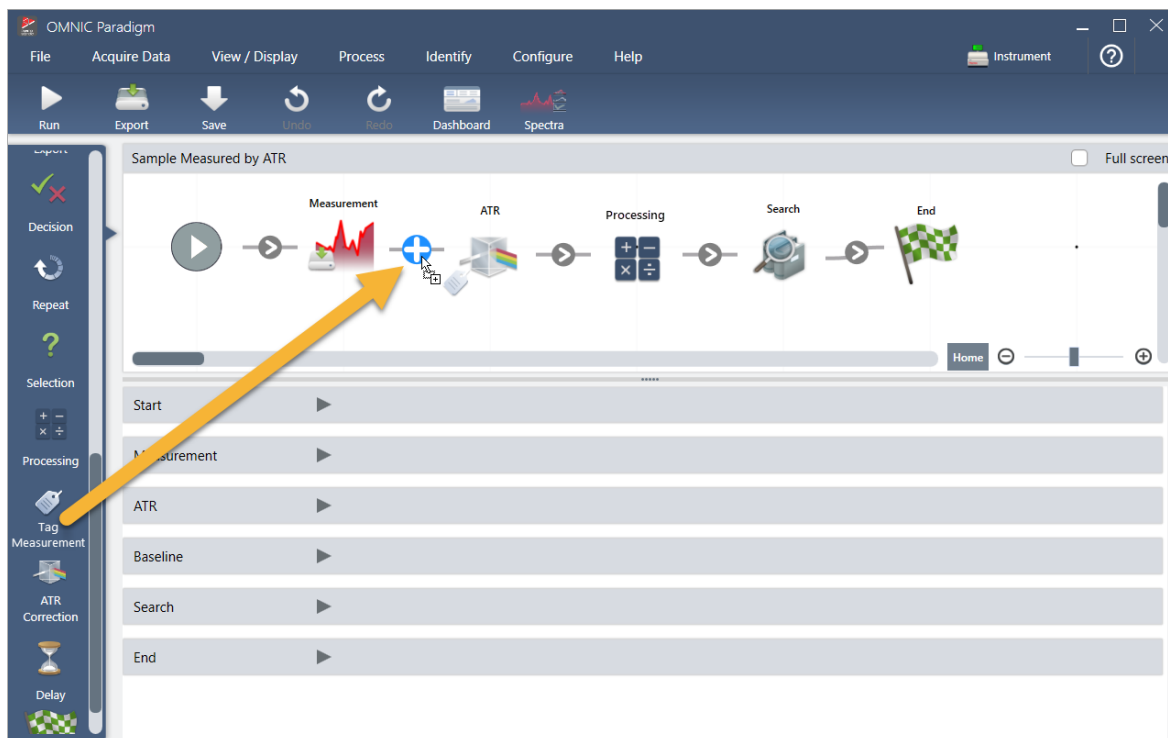 OMNIC Paradigm
File Acquire Data View / Display Process Identify Configure Help Instrument
Run Export Save Undo Redo Dashboard Spectra
Export
Decision
Repeat
Selection
Processing
Tag
Measurement
ATR
Correction
Delay
Sample Measured by ATR Full screen
Measurement ATR Processing Search End
Home
Start
Measurement
ATR
Baseline
Search
End